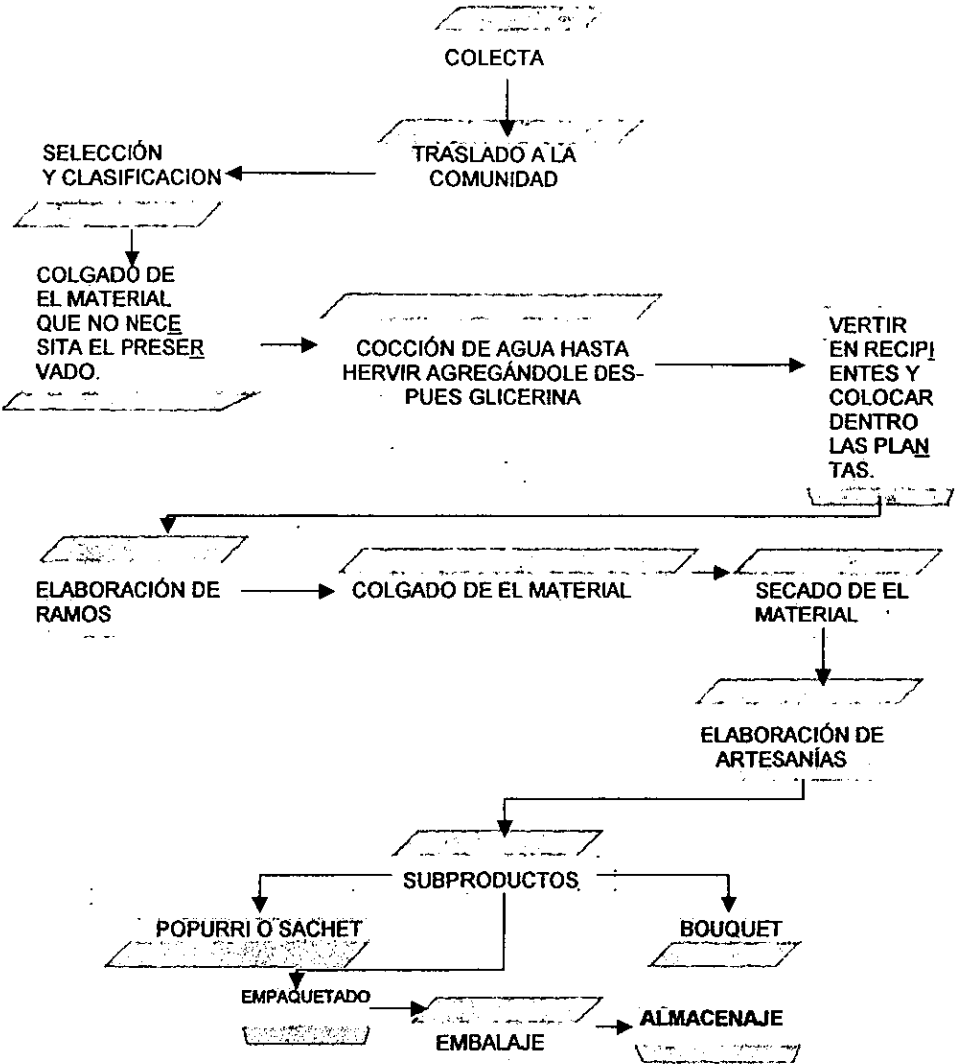 COLECTA
TRASLADO A LA
COMUNIDAD
SELECCIÓN
Y CLASIFICACION
COLGADO DE
EL MATERIAL
QUE NO NECE
SITA EL PRESER
VADO.
COCCIÓN DE AGUA HASTA
HERVIR AGREGÁNDOLE DES-
PUES GLICERINA
VERTIR
EN RECIPI
ENTES Y
COLOCAR
DENTRO
LAS PLAN
TAS.
ELABORACIÓN DE
RAMOS
COLGADO DE EL MATERIAL
SECADO DE EL
MATERIAL
ELABORACIÓN DE
ARTESANÍAS
SUBPRODUCTOS
POPURRI O SACHET
BOUQUET
EMPAQUETADO
EMBALAJE
ALMACENAJE